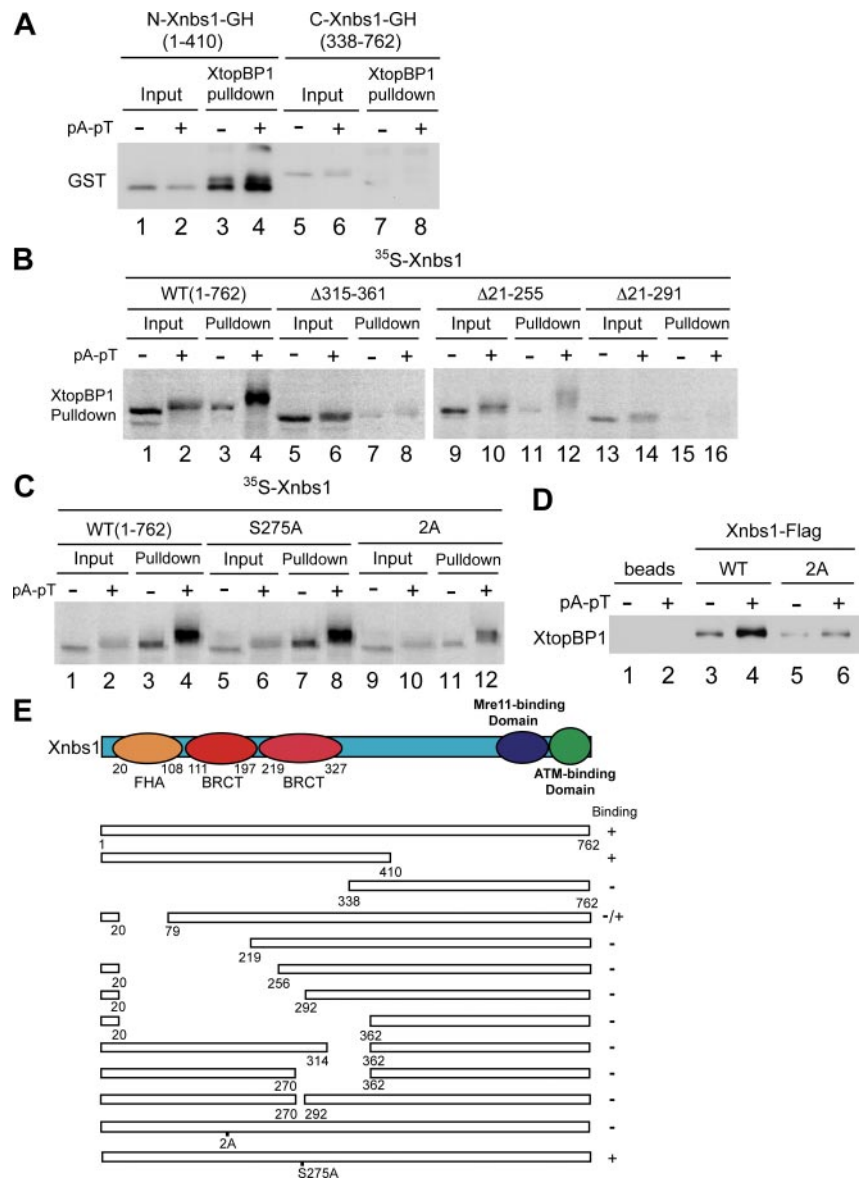 A
N-Xnbs1-GH C-Xnbs1-GH
(1-410) (338-762)
XtopBP1 XtopBP1
Input pulldown Input pulldown
pA-pT - + - + - + - +
GST
1 2 3 4 5 6 7 8
B
35S-Xnbs1
WT(1-762) Δ315-361 Δ21-255 Δ21-291
Input Pulldown Input Pulldown Input Pulldown Input Pulldown
pA-pT - + - + - + - + - + - + - + - +
XtopBP1
Pulldown
1 2 3 4 5 6 7 8 9 10 11 12 13 14 15 16
C
35S-Xnbs1
WT(1-762) S275A 2A
Input Pulldown Input Pulldown Input Pulldown
pA-pT - + - + - + - + - + - +
1 2 3 4 5 6 7 8 9 10 11 12
D
Xnbs1-Flag
beads WT 2A
pA-pT - + - + - +
XtopBP1
1 2 3 4 5 6
E
Mre11-binding
Domain
Xnbs1
20 108 111 197 219 327
FHA BRCT BRCT
ATM-binding
Domain
Binding
+
1 762
+
410
-
338 762
-/+
20 79
-
219
-
20 256
-
20 292
-
20 362
-
314 362
-
270 362
-
270 292
-
2A
+
S275A